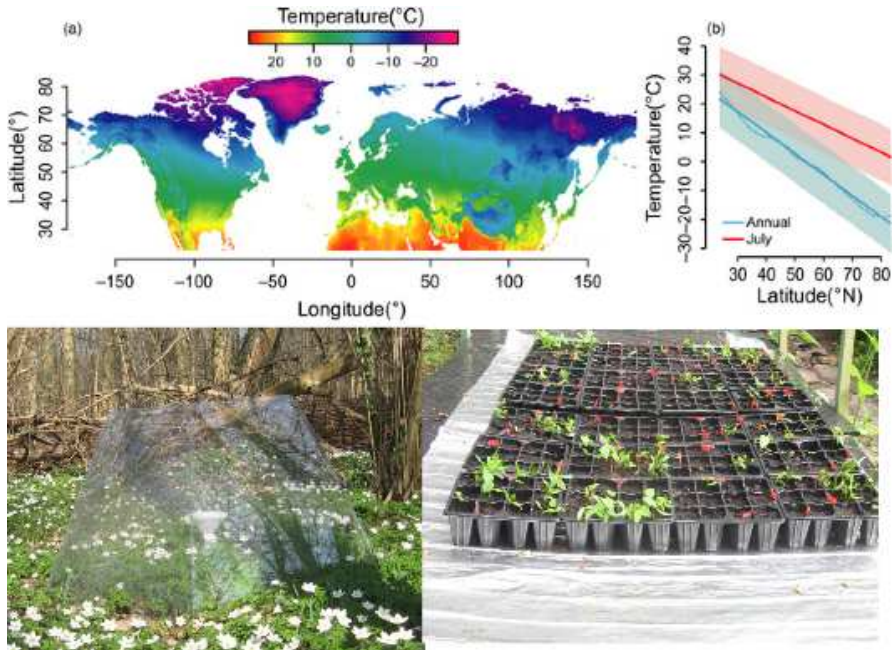 (a)
Temperature(°C)
20 10 0 −10 −20
Latitude(°)
80
70
60
50
40
30
−150 −100 −50 0 50 100 150
Longitude(°)
(b)
Temperature(°C)
40
30
20
10
0
−10
−20
−30
Annual
July
30 40 50 60 70 80
Latitude(°N)